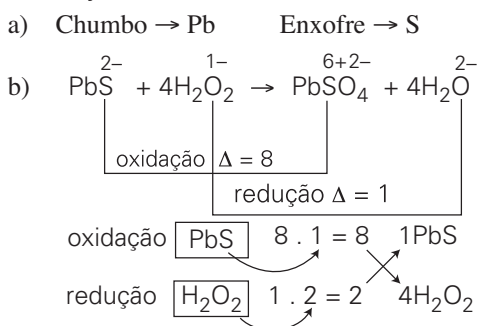 a) Chumbo → Pb Enxofre → S
2– 1– 6+2– 2–
b) PbS + 4H₂O₂ → PbSO₄ + 4H₂O
oxidação Δ = 8
redução Δ = 1
oxidação PbS 8 . 1 = 8 1PbS
redução H₂O₂ 1 . 2 = 2 4H₂O₂